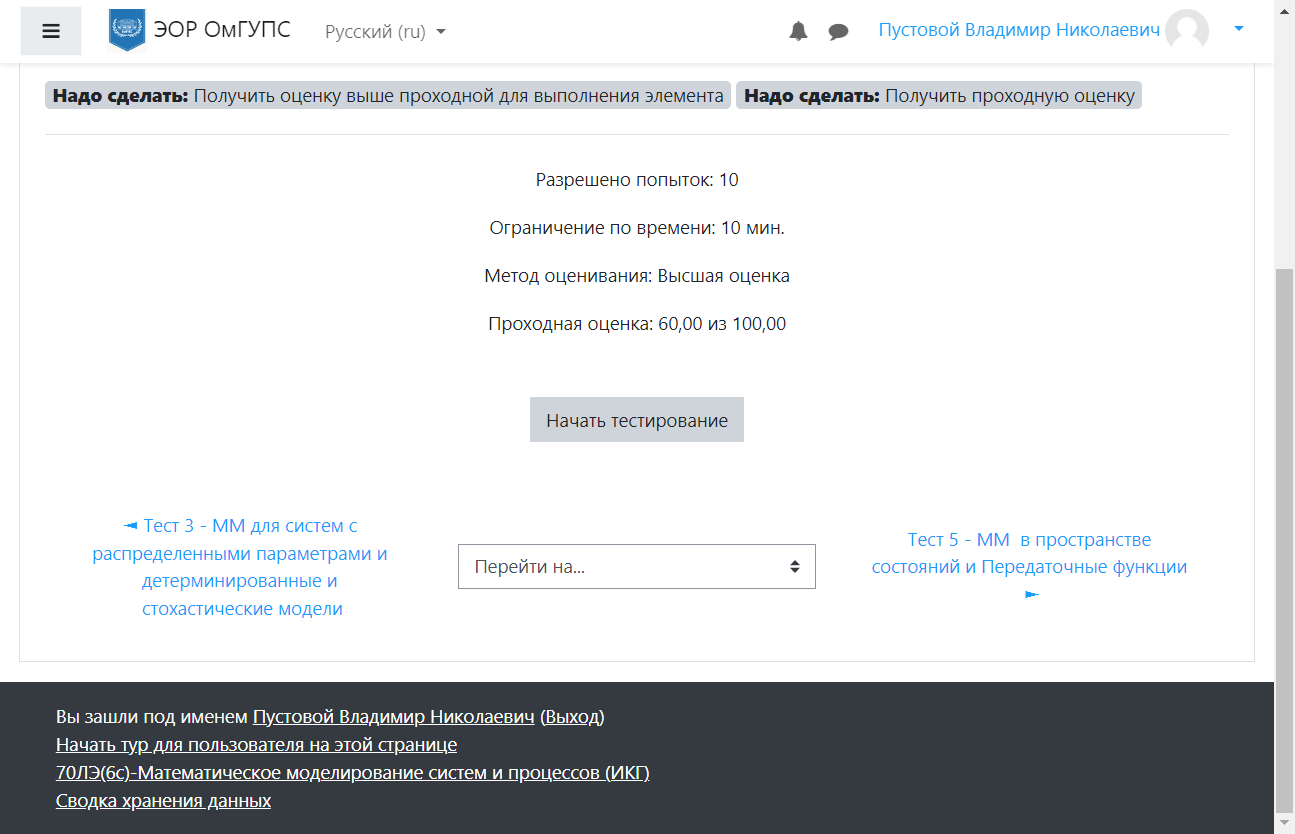 ЭОР ОмГУПС
Русский (ru)
Пустовой Владимир Николаевич
Надо сделать: Получить оценку выше проходной для выполнения элемента
Надо сделать: Получить проходную оценку
Разрешено попыток: 10
Ограничение по времени: 10 мин.
Метод оценивания: Высшая оценка
Проходная оценка: 60,00 из 100,00
Начать тестирование
◄ Тест 3 - ММ для систем с
распределенными параметрами и
детерминированные и
стохастические модели
Перейти на...
Тест 5 - ММ  в пространстве
состояний и Передаточные функции
►
Вы зашли под именем Пустовой Владимир Николаевич (Выход)
Начать тур для пользователя на этой странице
70ЛЭ(6с)-Математическое моделирование систем и процессов (ИКГ)
Сводка хранения данных